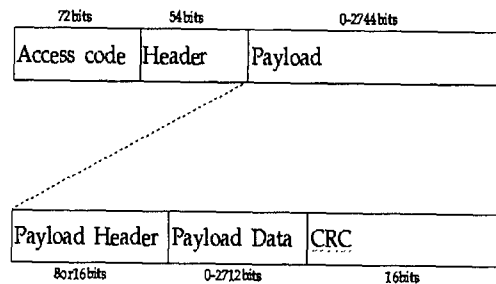 72bits 54bits 0-2744bits
Access code Header Payload
Payload Header Payload Data CRC
8or16bits 0-2712bits 16bits